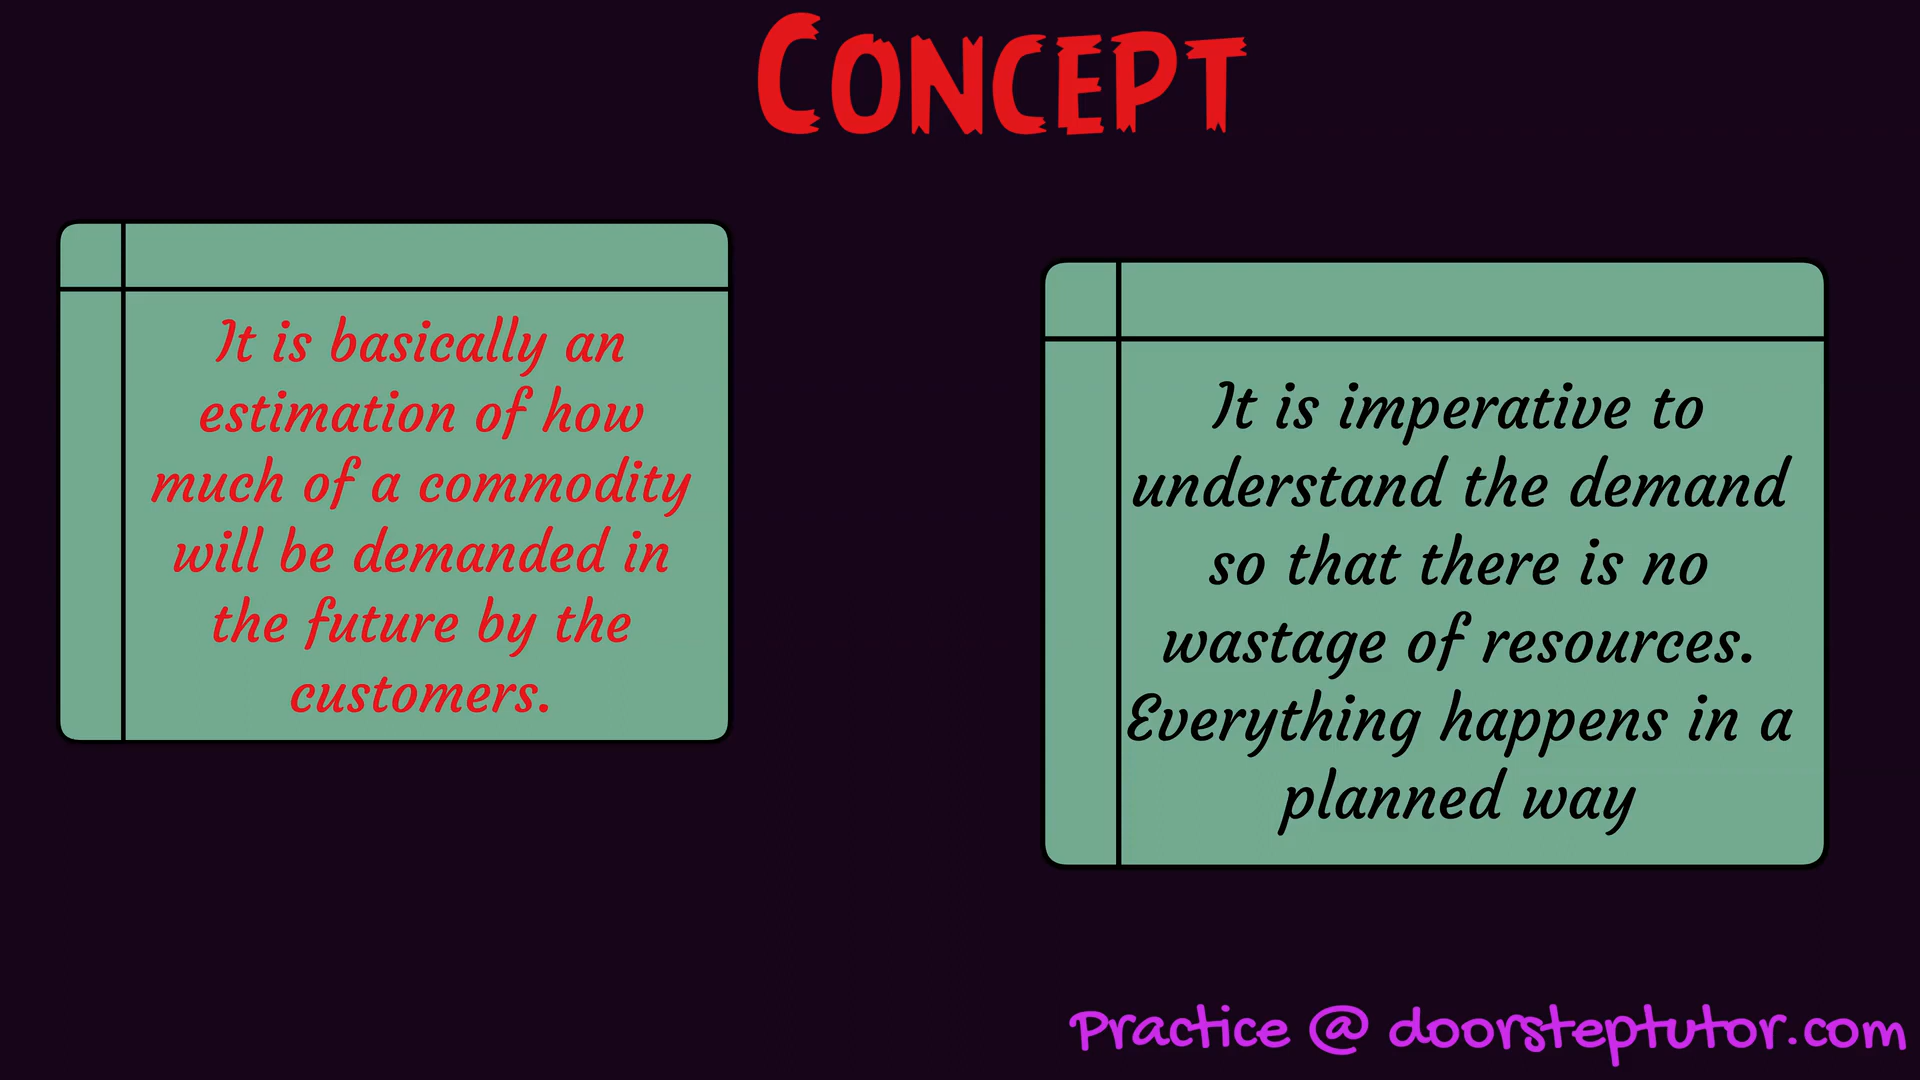 CONCEPT
It is basically an
estimation of how
much of a commodity
will be demanded in
the future by the
customers.
It is imperative to
understand the demand
so that there is no
wastage of resources.
Everything happens in a
planned way
Practice @ doorsteptutor.com